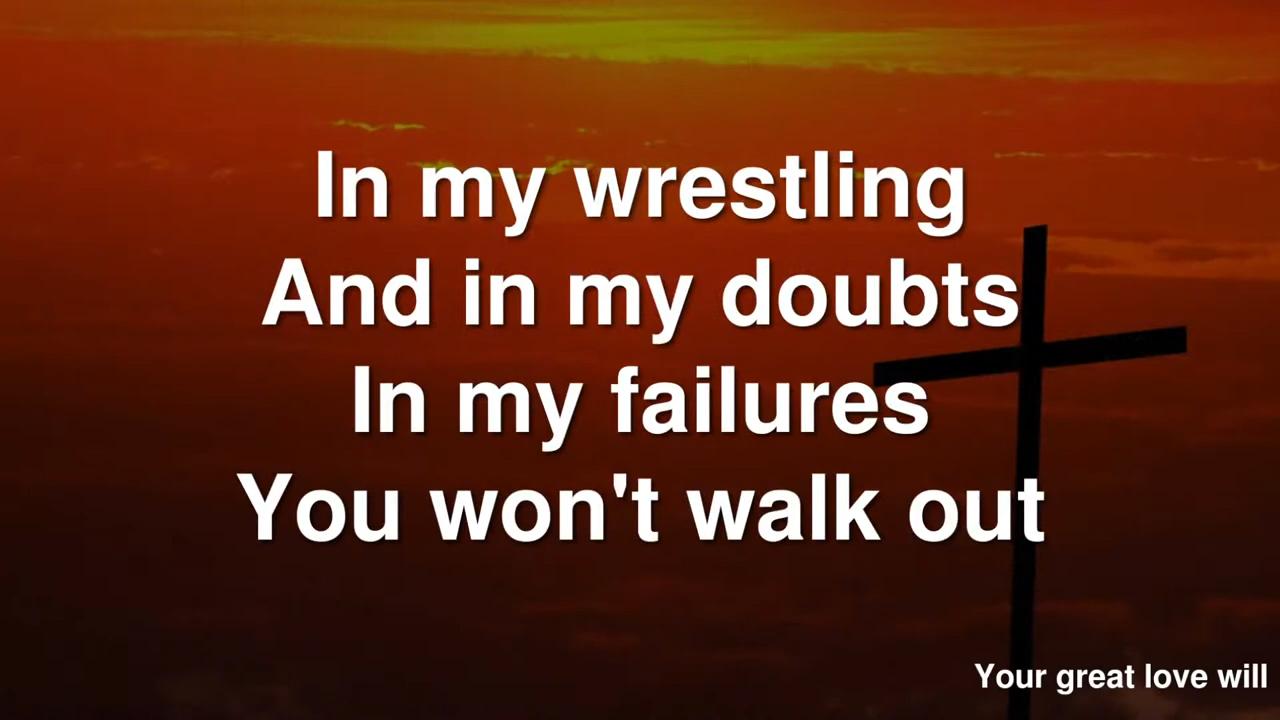 In my wrestling
And in my doubts
In my failures
You won't walk out
Your great love will